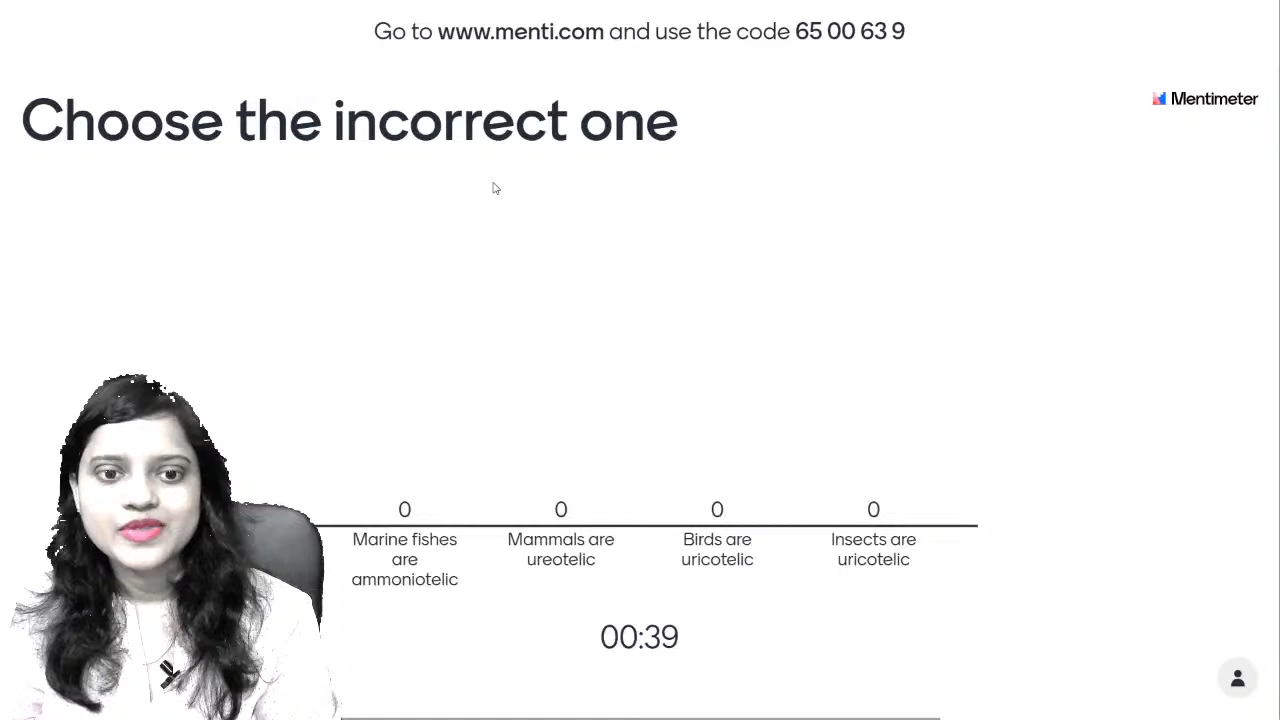 Go to www.menti.com and use the code 65 00 63 9
Mentimeter
Choose the incorrect one
0
0
0
0
Marine fishes
are
ammoniotelic
Mammals are
ureotelic
Birds are
uricotelic
Insects are
uricotelic
00:39